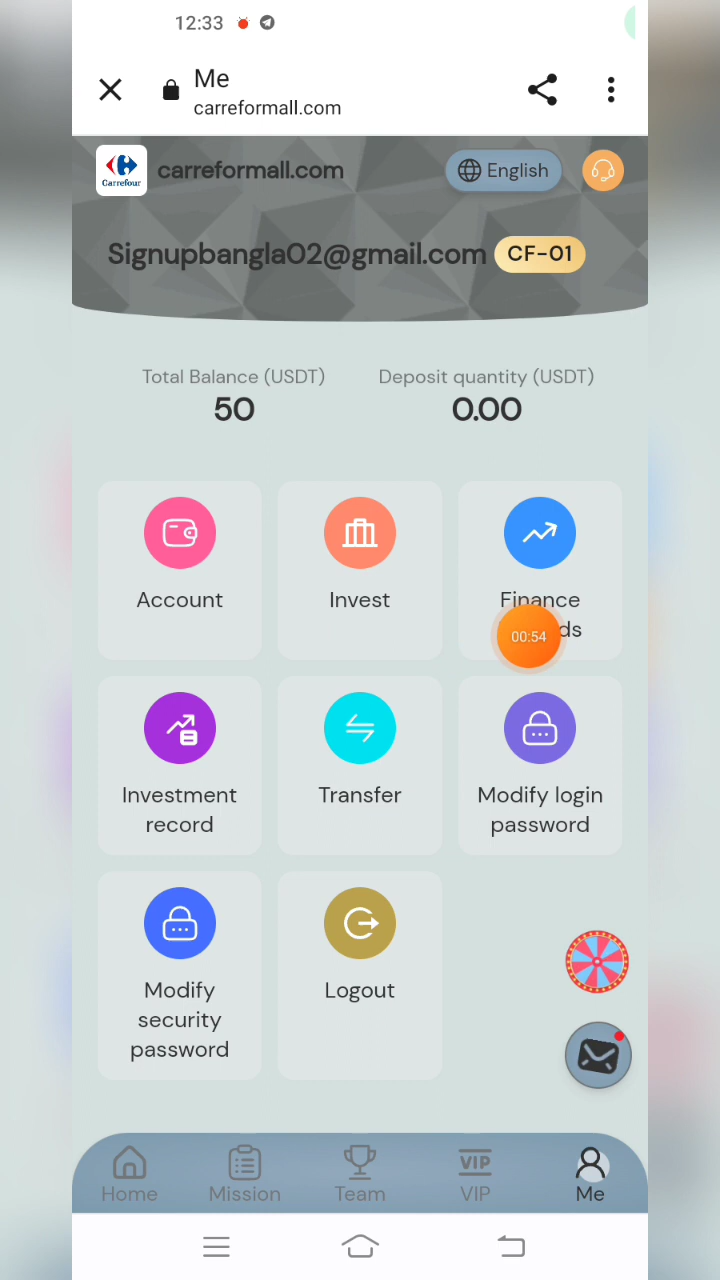 12:33
Me
carreformall.com
Carrefour
carreformall.com
English
Signupbangla02@gmail.com
CF-01
Total Balance (USDT)
Deposit quantity (USDT)
50
0.00
Account
Invest
Finance
ds
00:54
Investment
record
Transfer
Modify login
password
Modify
security
password
Logout
Home
Mission
Team
VIP
VIP
Me